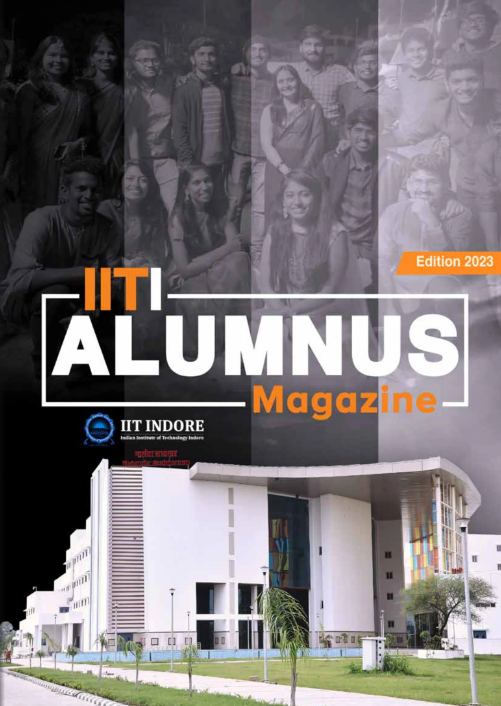 Edition 2023
IITI
ALUMNUS
Magazine
IIT INDORE
Indian Institute of Technology Indore